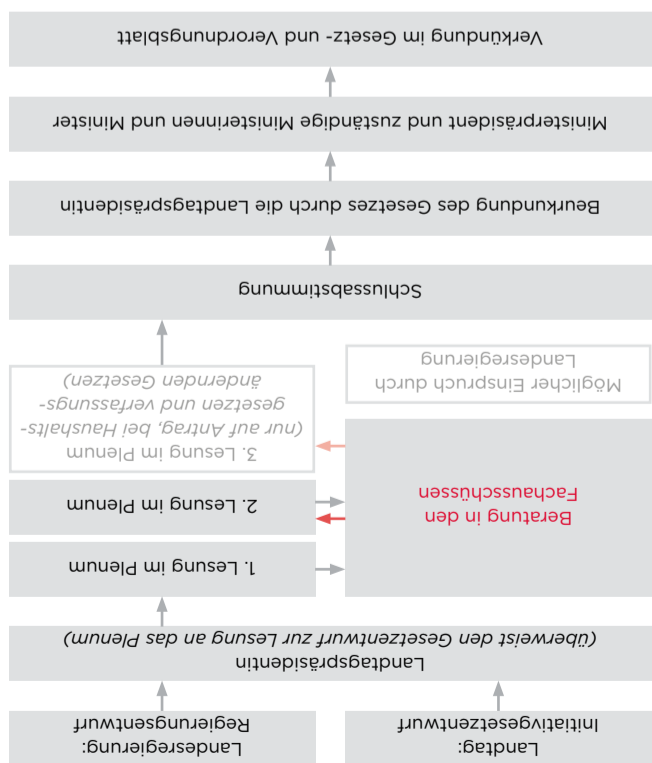 Landtag:
Initiativgesetzentwurf
Landesregierung:
Regierungsentwurf
Landtagspräsidentin
(überweist den Gesetzentwurf zur Lesung an das Plenum)
1. Lesung im Plenum
Beratung in den
Fachausschüssen
2. Lesung im Plenum
3. Lesung im Plenum
(nur auf Antrag, bei Haushalts-
gesetzen und verfassungs-
ändernden Gesetzen)
Möglicher Einspruch durch
Landesregierung
Schlussabstimmung
Beurkundung des Gesetzes durch die Landtagspräsidentin
Ministerpräsident und zuständige Ministerinnen und Minister
Verkündung im Gesetz- und Verordnungsblatt